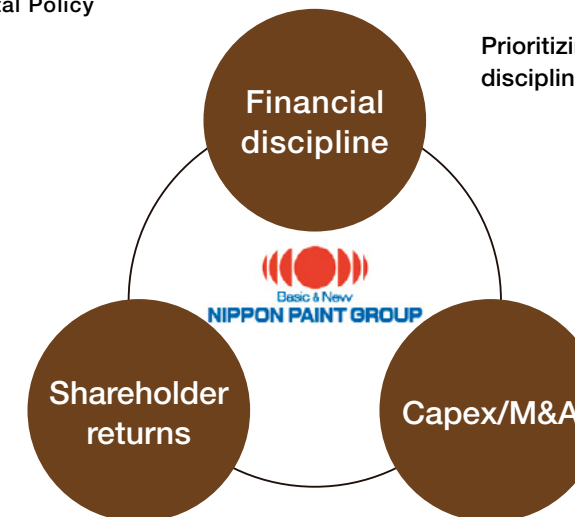 tal Policy
Prioritizi
disciplin
Financial
discipline
Basic & New
NIPPON PAINT GROUP
Shareholder
returns
Capex/M&A